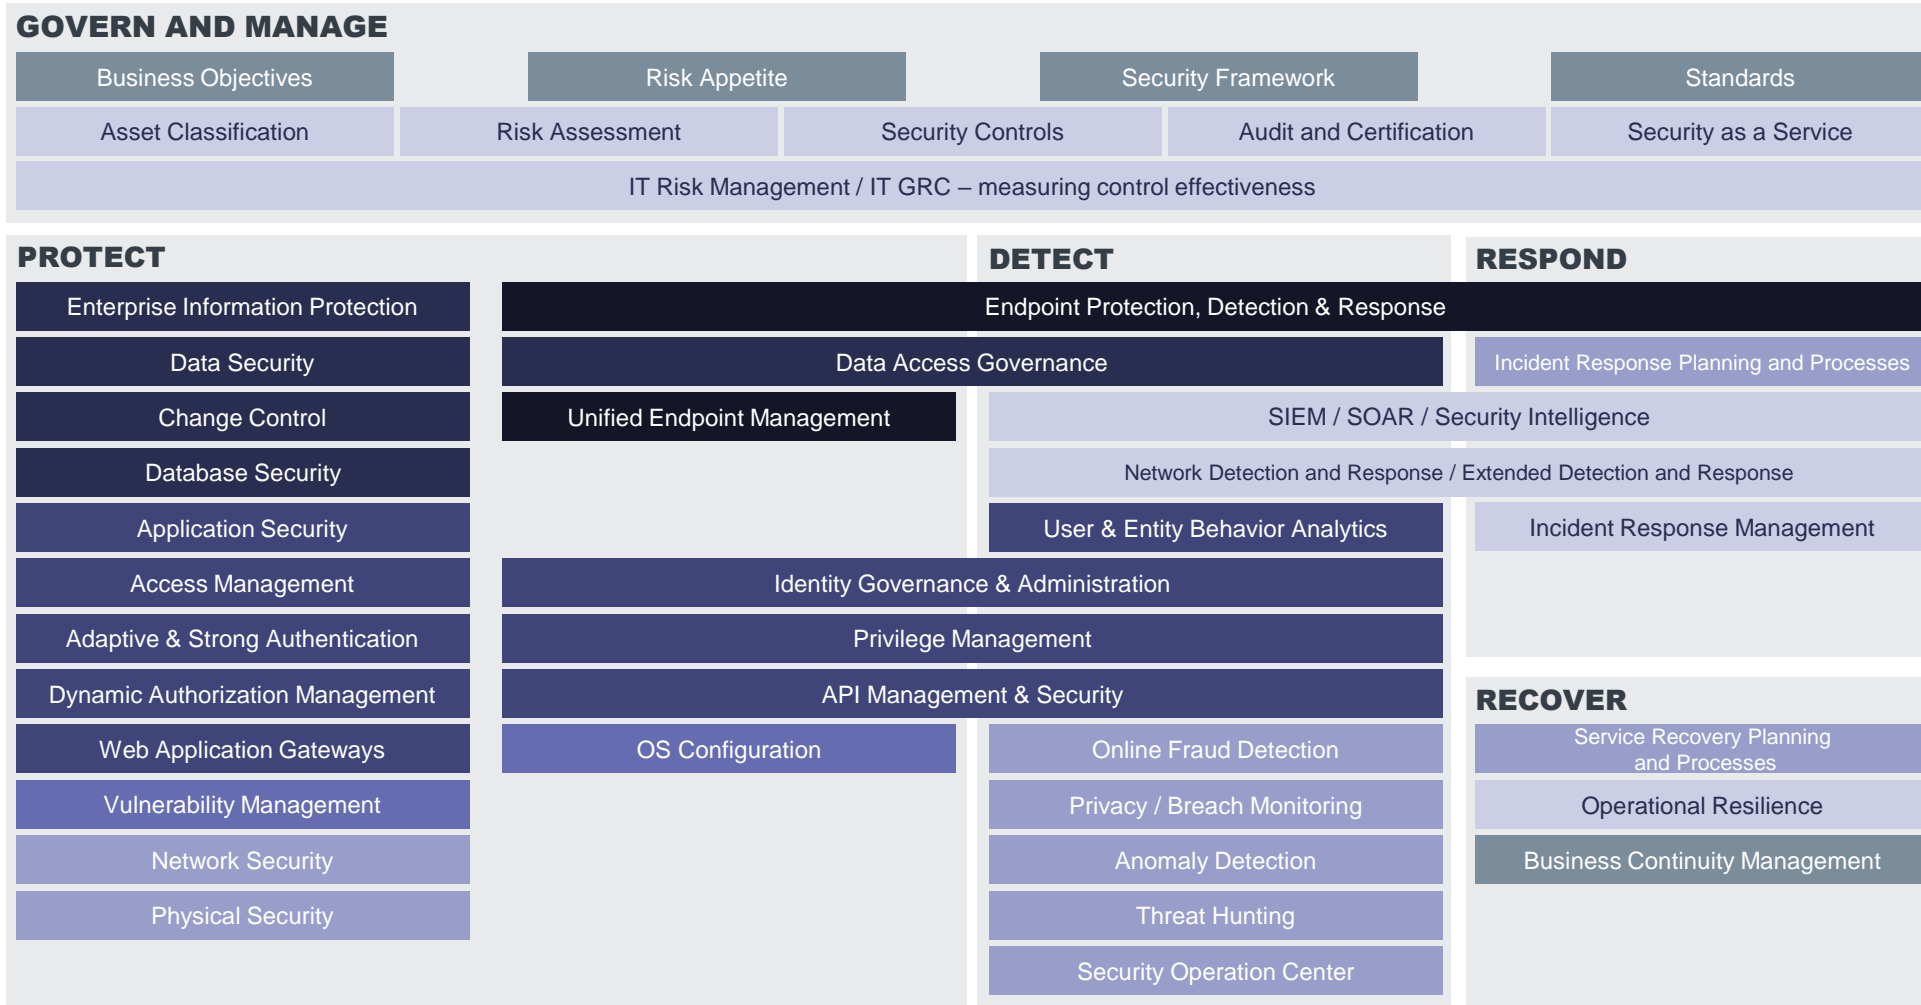 GOVERN AND MANAGE
Business Objectives
Risk Appetite
Security Framework
Standards
Asset Classification
Risk Assessment
Security Controls
Audit and Certification
Security as a Service
IT Risk Management / IT GRC – measuring control effectiveness
PROTECT
Enterprise Information Protection
Data Security
Change Control
Database Security
Application Security
Access Management
Adaptive & Strong Authentication
Dynamic Authorization Management
Web Application Gateways
Vulnerability Management
Network Security
Physical Security
Endpoint Protection, Detection & Response
Data Access Governance
Unified Endpoint Management
Identity Governance & Administration
Privilege Management
API Management & Security
OS Configuration
DETECT
SIEM / SOAR / Security Intelligence
Network Detection and Response / Extended Detection and Response
User & Entity Behavior Analytics
Online Fraud Detection
Privacy / Breach Monitoring
Anomaly Detection
Threat Hunting
Security Operation Center
RESPOND
Incident Response Planning and Processes
Incident Response Management
RECOVER
Service Recovery Planning
and Processes
Operational Resilience
Business Continuity Management